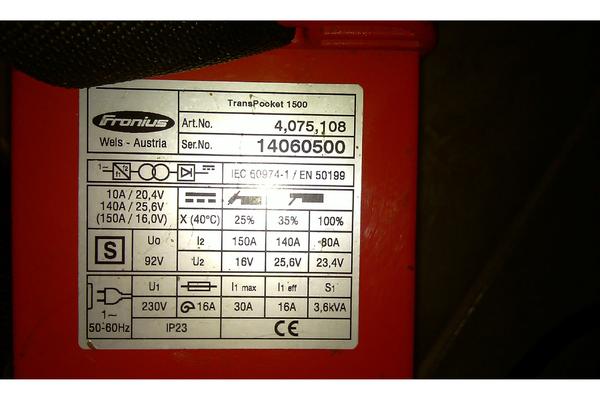 TransPocket 1500
Fronius
Art.No. 4,075,108
Wels - Austria
Ser.No. 14060500
1~ f1 f2 IEC 60974-1 / EN 50199
10A / 20,4V
140A / 25,6V
(150A / 16,0V)
X (40°C) 25% 35% 100%
S
Uo I2 150A 140A 80A
92V U2 16V 25,6V 23,4V
U1 I1 max I1 eff S1
1~ 230V 16A 30A 16A 3,6kVA
50-60Hz IP23 CE